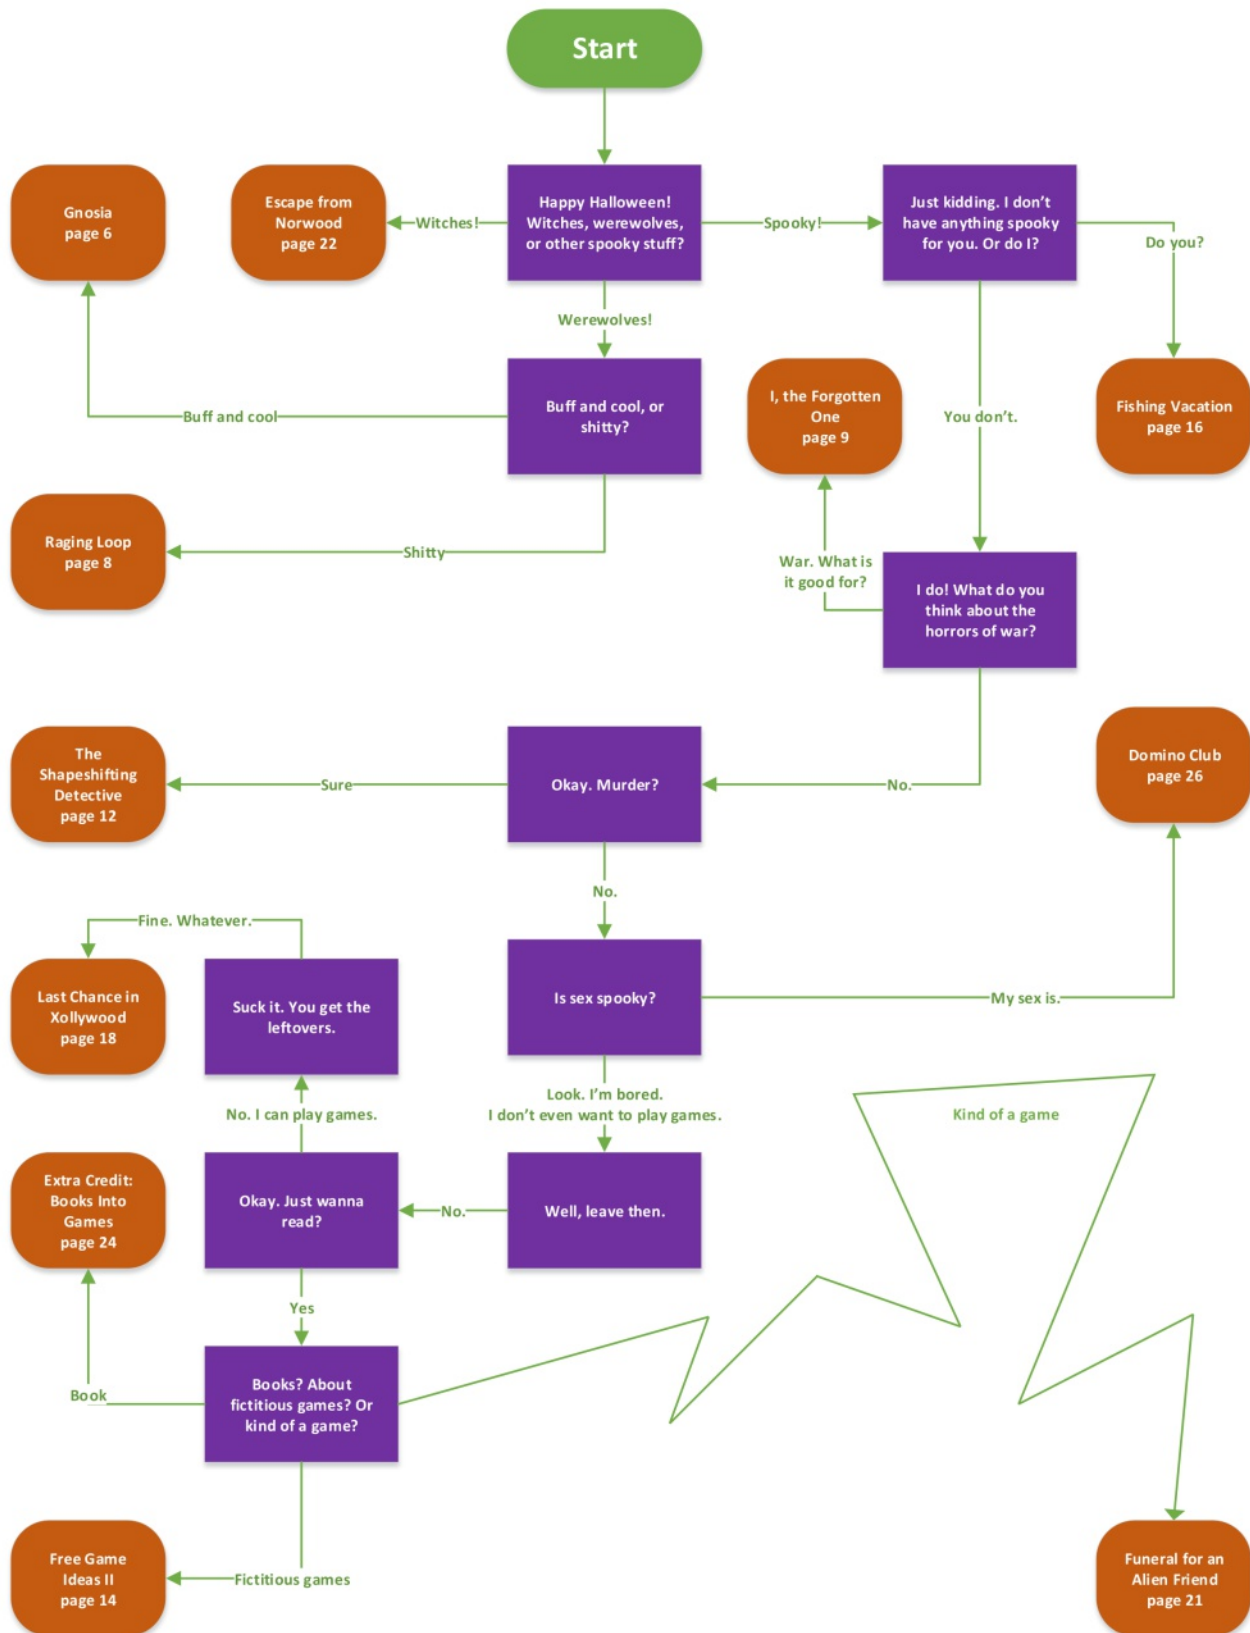 Start
Happy Halloween!
Witches, werewolves,
or other spooky stuff?
Just kidding. I don't
have anything spooky
for you. Or do I?
Gnosia
page 6
Escape from
Norwood
page 22
Witches!
Spooky!
Do you?
Werewolves!
Buff and cool, or
shitty?
I, the Forgotten
One
page 9
Fishing Vacation
page 16
Buff and cool
You don't.
Raging Loop
page 8
Shitty
War. What is
it good for?
I do! What do you
think about the
horrors of war?
The
Shapeshifting
Detective
page 12
Sure
Okay. Murder?
No.
Domino Club
page 26
No.
Fine. Whatever.
Last Chance in
Xollywood
page 18
Suck it. You get the
leftovers.
Is sex spooky?
My sex is.
No. I can play games.
Look. I'm bored.
I don't even want to play games.
Kind of a game
Extra Credit:
Books Into
Games
page 24
Okay. Just wanna
read?
No.
Well, leave then.
Yes
Book
Books? About
fictitious games? Or
kind of a game?
Free Game
Ideas II
page 14
Fictitious games
Funeral for an
Alien Friend
page 21